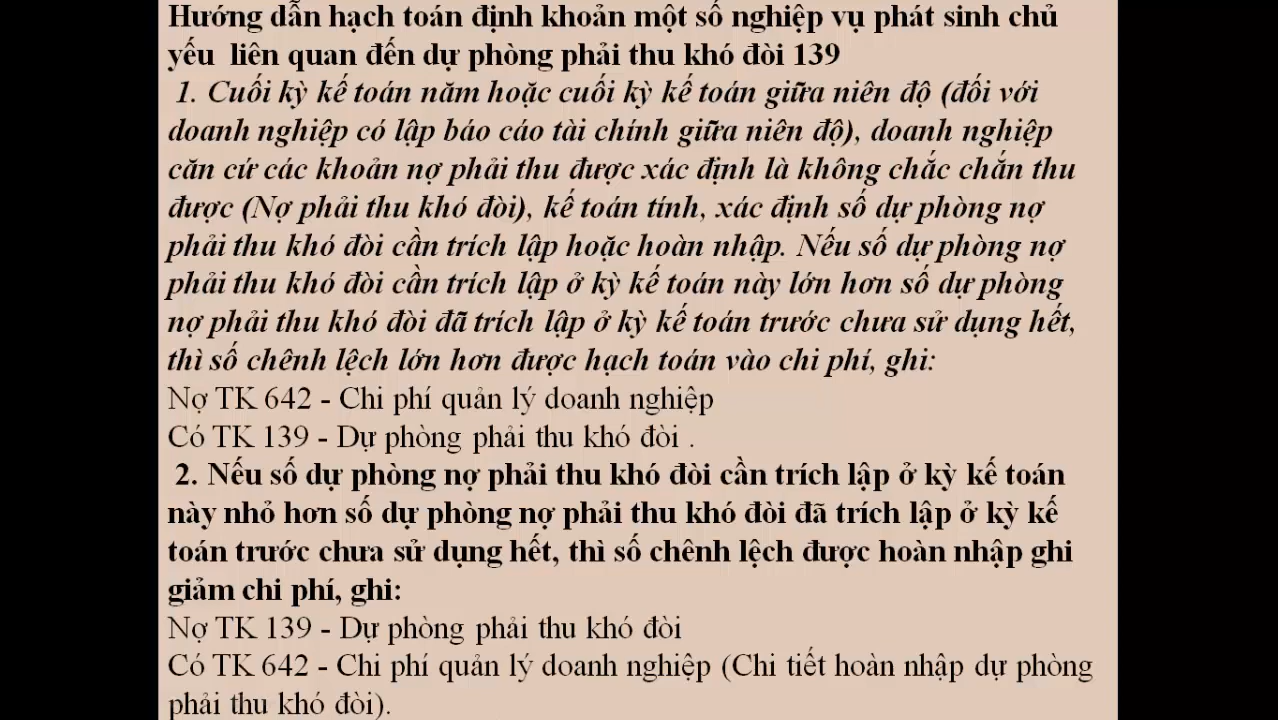 Hướng dẫn hạch toán định khoản một số nghiệp vụ phát sinh chủ
yếu liên quan đến dự phòng phải thu khó đòi 139
1. Cuối kỳ kế toán năm hoặc cuối kỳ kế toán giữa niên độ (đối với
doanh nghiệp có lập báo cáo tài chính giữa niên độ), doanh nghiệp
căn cứ các khoản nợ phải thu được xác định là không chắc chắn thu
được (Nợ phải thu khó đòi), kế toán tính, xác định số dự phòng nợ
phải thu khó đòi cần trích lập hoặc hoàn nhập. Nếu số dự phòng nợ
phải thu khó đòi cần trích lập ở kỳ kế toán này lớn hơn số dự phòng
nợ phải thu khó đòi đã trích lập ở kỳ kế toán trước chưa sử dụng hết,
thì số chênh lệch lớn hơn được hạch toán vào chi phí, ghi:
Nợ TK 642 - Chi phí quản lý doanh nghiệp
Có TK 139 - Dự phòng phải thu khó đòi .
2. Nếu số dự phòng nợ phải thu khó đòi cần trích lập ở kỳ kế toán
này nhỏ hơn số dự phòng nợ phải thu khó đòi đã trích lập ở kỳ kế
toán trước chưa sử dụng hết, thì số chênh lệch được hoàn nhập ghi
giảm chi phí, ghi:
Nợ TK 139 - Dự phòng phải thu khó đòi
Có TK 642 - Chi phí quản lý doanh nghiệp (Chi tiết hoàn nhập dự phòng
phải thu khó đòi).